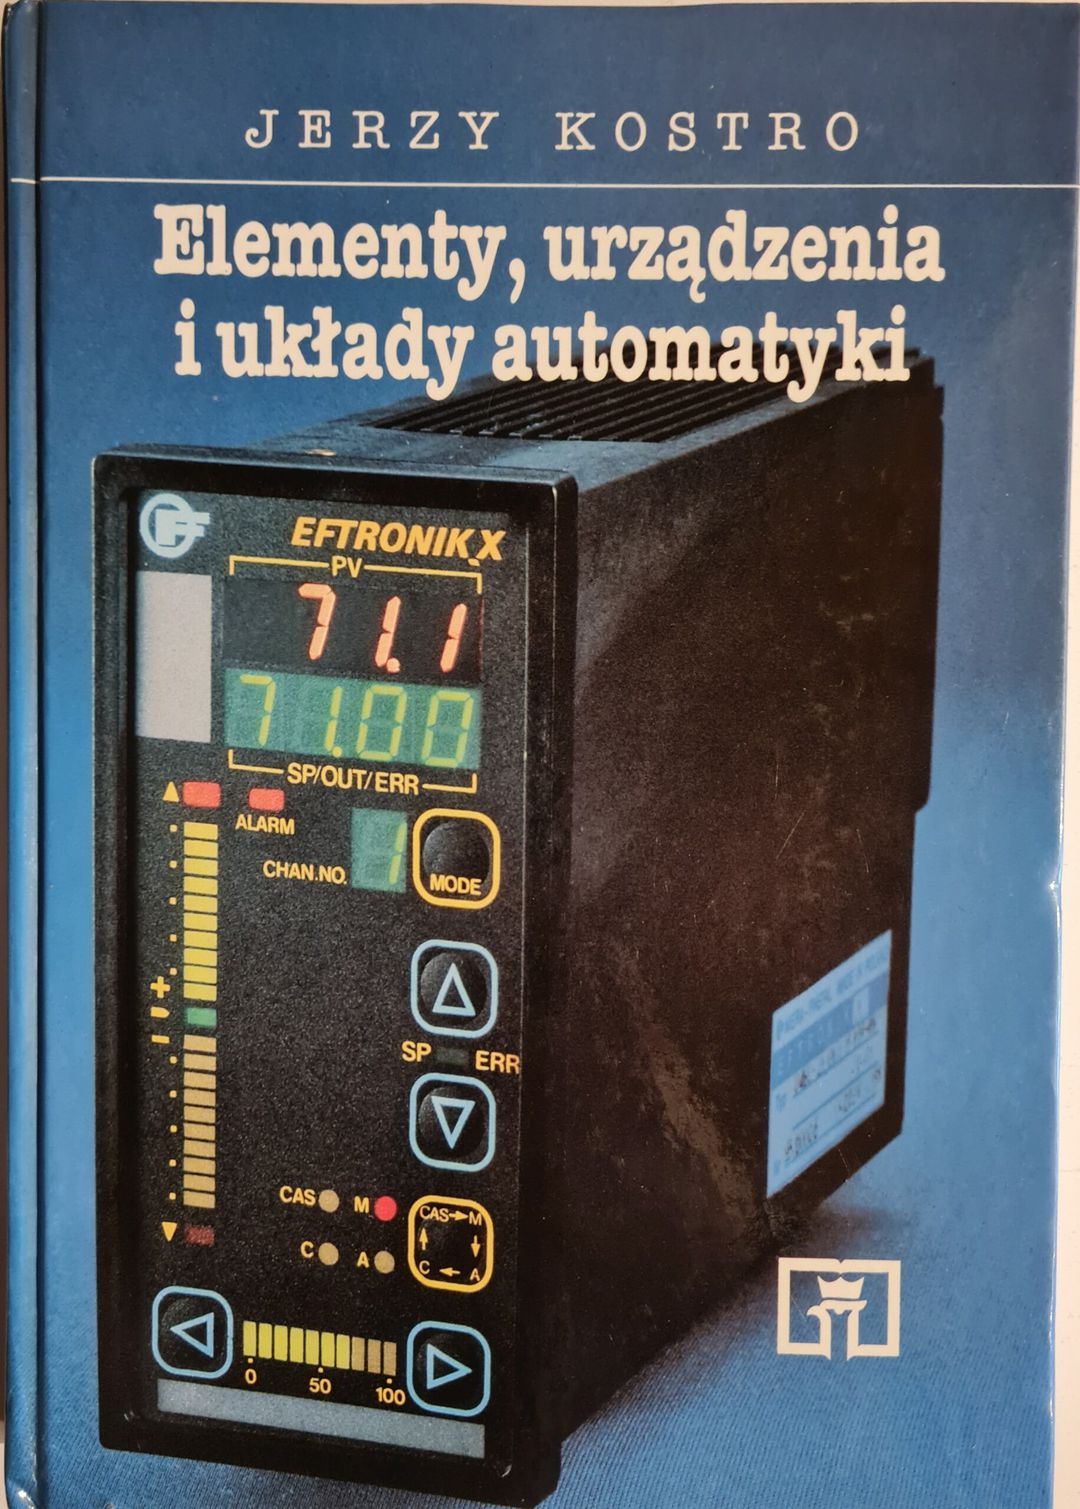 JERZY KOSTRO
Elementy, urządzenia
i układy automatyki
EFTRONIK X
PV
71.1
71.00
SP/OUT/ERR
ALARM
CHAN.NO. 1
MODE
+
SP ERR
CAS M
C A
CAS M
C A
0 50 100